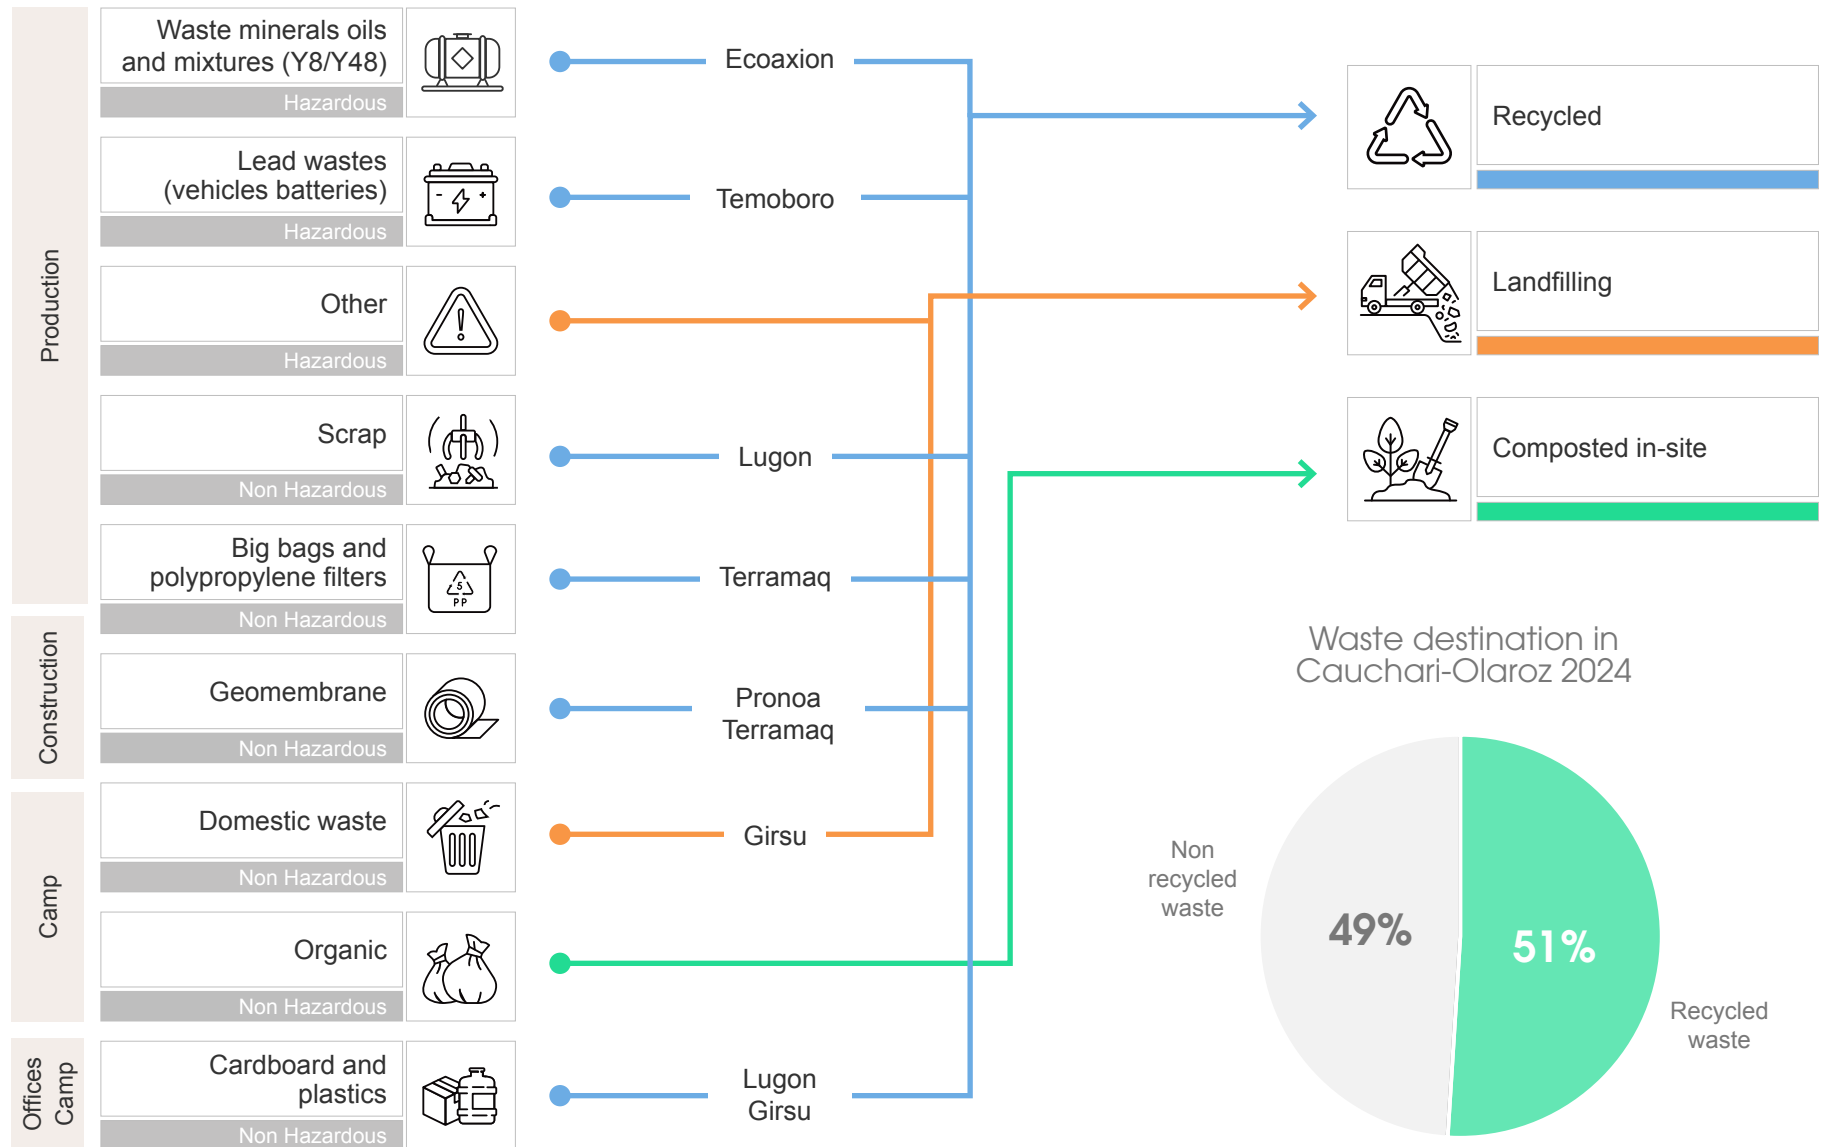 Production
Waste minerals oils
and mixtures (Y8/Y48)
Hazardous
Lead wastes
(vehicles batteries)
Hazardous
Other
Hazardous
Scrap
Non Hazardous
Big bags and
polypropylene filters
Non Hazardous
Construction
Geomembrane
Non Hazardous
Camp
Domestic waste
Non Hazardous
Organic
Non Hazardous
Offices
Camp
Cardboard and
plastics
Non Hazardous
5
PP
Ecoaxion
Temoboro
Lugon
Terramaq
Pronoa
Terramaq
Girsu
Lugon
Girsu
Recycled
Landfilling
Composted in-site
Waste destination in
Cauchari-Olaroz 2024
Non
recycled
waste
49%
51%
Recycled
waste